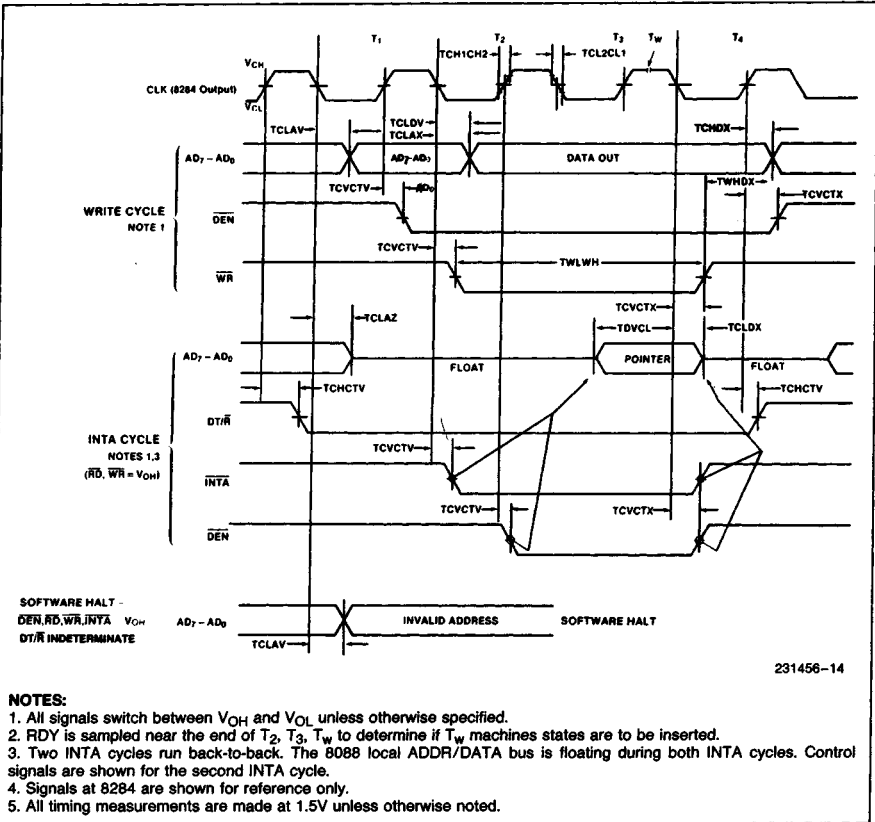 T1 T2 T3 TW T4
TCH1CH2 TCL2CL1
VCH
CLK (8284 Output)
VCL
TCLAV TCLDV TCHDX
TCLAX
AD7–AD0 AD7-AD0 DATA OUT
TCVCTV TWHDX TCVCTX
WRITE CYCLE
NOTE 1
DEN
TCVCTV TWLWH
WR
TCVCTX
TCLAZ TDVCL TCLDX
AD7–AD0 FLOAT POINTER FLOAT
TCHCTV TCHCTV
DT/R
INTA CYCLE
NOTES 1,3
(RD, WR = VOH)
TCVCTV
INTA
TCVCTV TCVCTX
DEN
SOFTWARE HALT –
DEN,RD,WR,INTA VOH AD7–AD0 INVALID ADDRESS SOFTWARE HALT
DT/R INDETERMINATE
TCLAV
231456–14
NOTES:
1. All signals switch between VOH and VOL unless otherwise specified.
2. RDY is sampled near the end of T2, T3, Tw to determine if Tw machines states are to be inserted.
3. Two INTA cycles run back-to-back. The 8088 local ADDR/DATA bus is floating during both INTA cycles. Control
signals are shown for the second INTA cycle.
4. Signals at 8284 are shown for reference only.
5. All timing measurements are made at 1.5V unless otherwise noted.